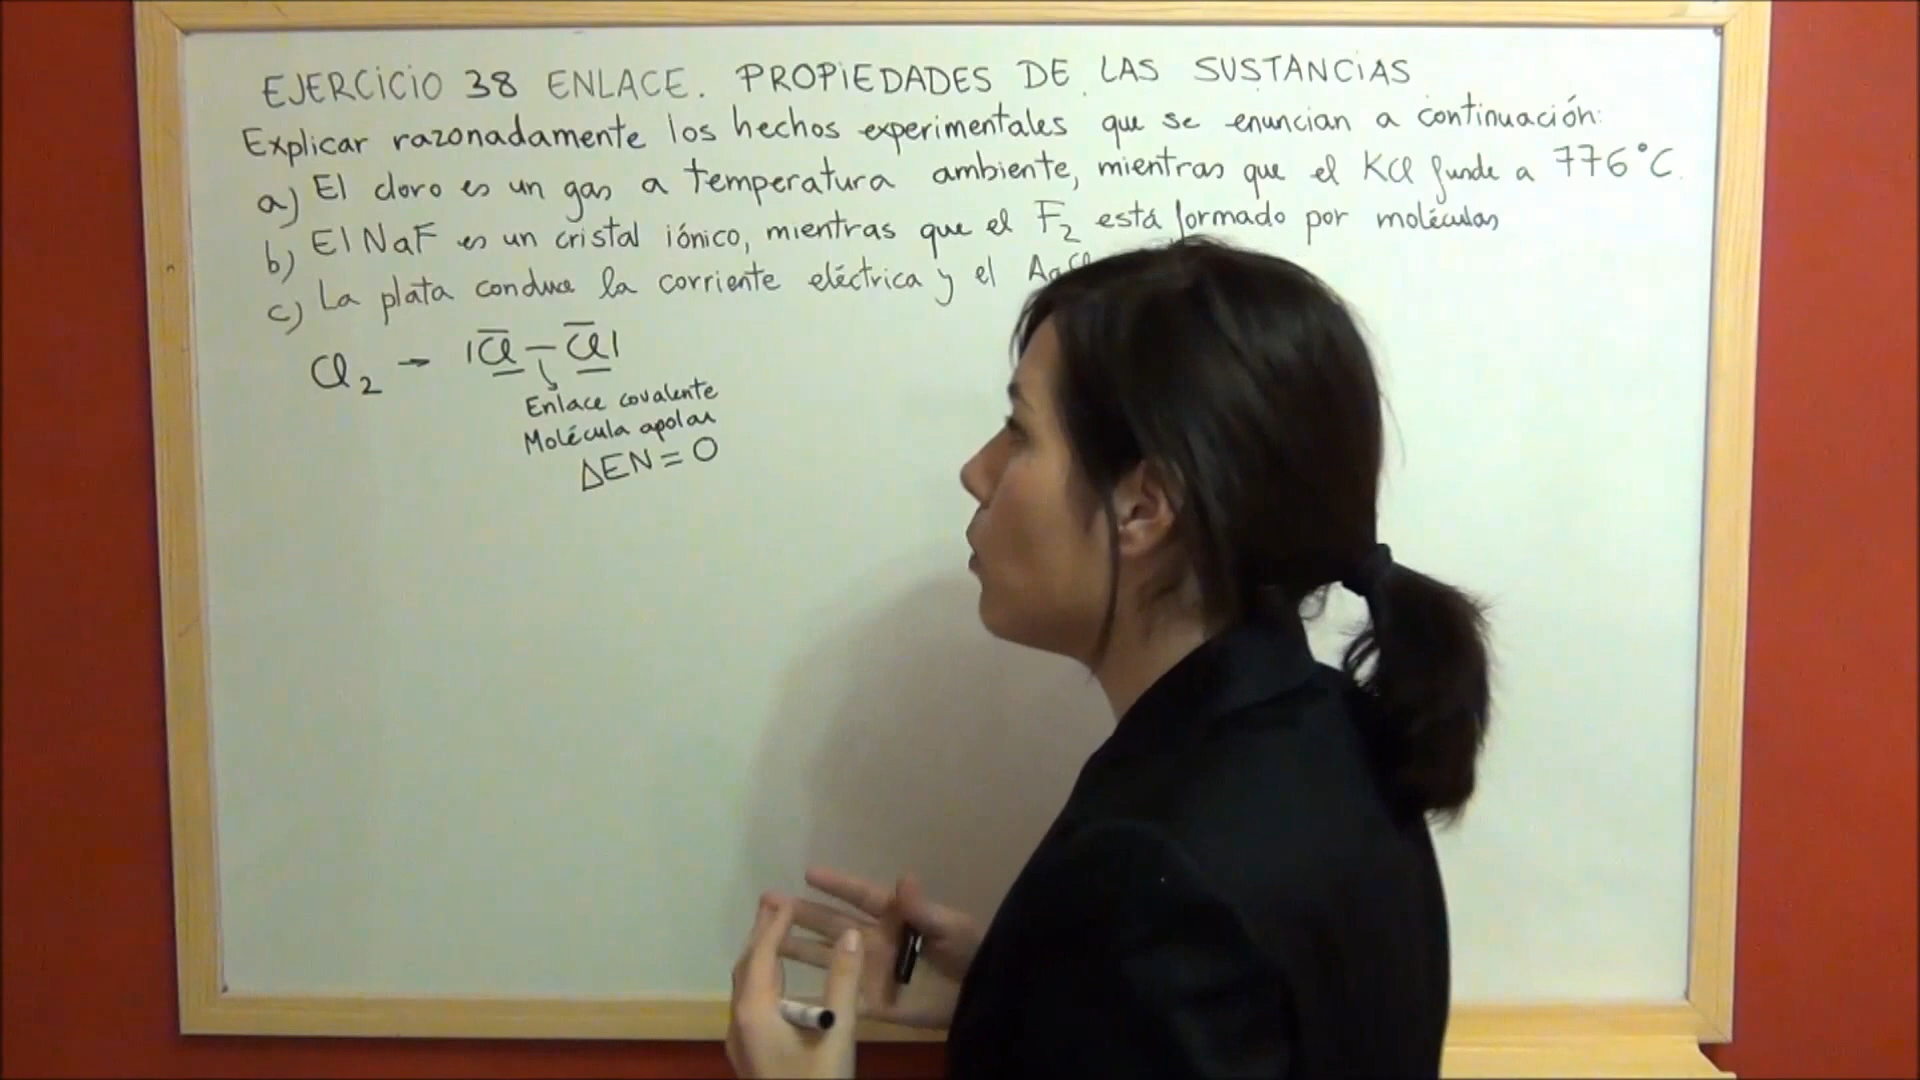 EJERCICIO 38 ENLACE. PROPIEDADES DE LAS SUSTANCIAS
Explicar razonadamente los hechos experimentales que se enuncian a continuación:
a) El cloro es un gas a temperatura ambiente, mientras que el KCl funde a 776°C.
b) El NaF es un cristal iónico, mientras que el F₂ está formado por moléculas
c) La plata conduce la corriente eléctrica y el AgCl
Cl₂ → |Cl — Cl|
Enlace covalente
Molécula apolar
ΔEN = 0